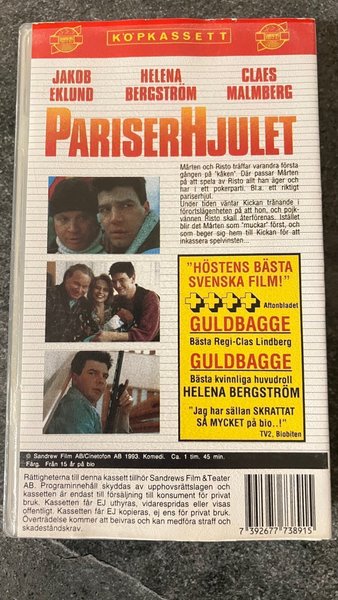 KÖPKASSETT
JAKOB EKLUND
HELENA BERGSTRÖM
CLAES MALMBERG
PARISERHJULET
Mårten och Risto träffar varandra första
gången på "kåken". Där passar Mårten
på att spela av Risto allt han äger och
har i ett pokerparti. Bl.a. ett riktigt
pariserhjul.
Under tiden väntar Kickan trånande i
förortslägenheten på att hon, och pojk-
vännen Risto skall återförenas. Istället
blir det Mårten som "muckar" först, och
som beger sig hem till Kickan för att
inkassera spelvinsten...
"HÖSTENS BÄSTA
SVENSKA FILM!"
++++ Aftonbladet
GULDBAGGE
Bästa Regi-Clas Lindberg
GULDBAGGE
Bästa kvinnliga huvudroll
HELENA BERGSTRÖM
"Jag har sällan SKRATTAT
SÅ MYCKET på bio..!"
TV2, Biobiten
© Sandrew Film AB/Cinetofon AB 1993. Komedi. Ca. 1 tim. 45 min.
Färg. Från 15 år på bio
Rättigheterna till denna kassett tillhör Sandrews Film & Teater
AB. Programinnehåll skyddas av upphovsrättslagen och
kassetten är endast till försäljning till konsument för privat
bruk. Kassetten får EJ uthyras, vidarespridas eller visas
offentligt. Kassetten får EJ kopieras, ej ens för privat bruk.
Överträdelse kommer att beivras och kan medföra straff och
skadeståndskrav.
7 392677 738915